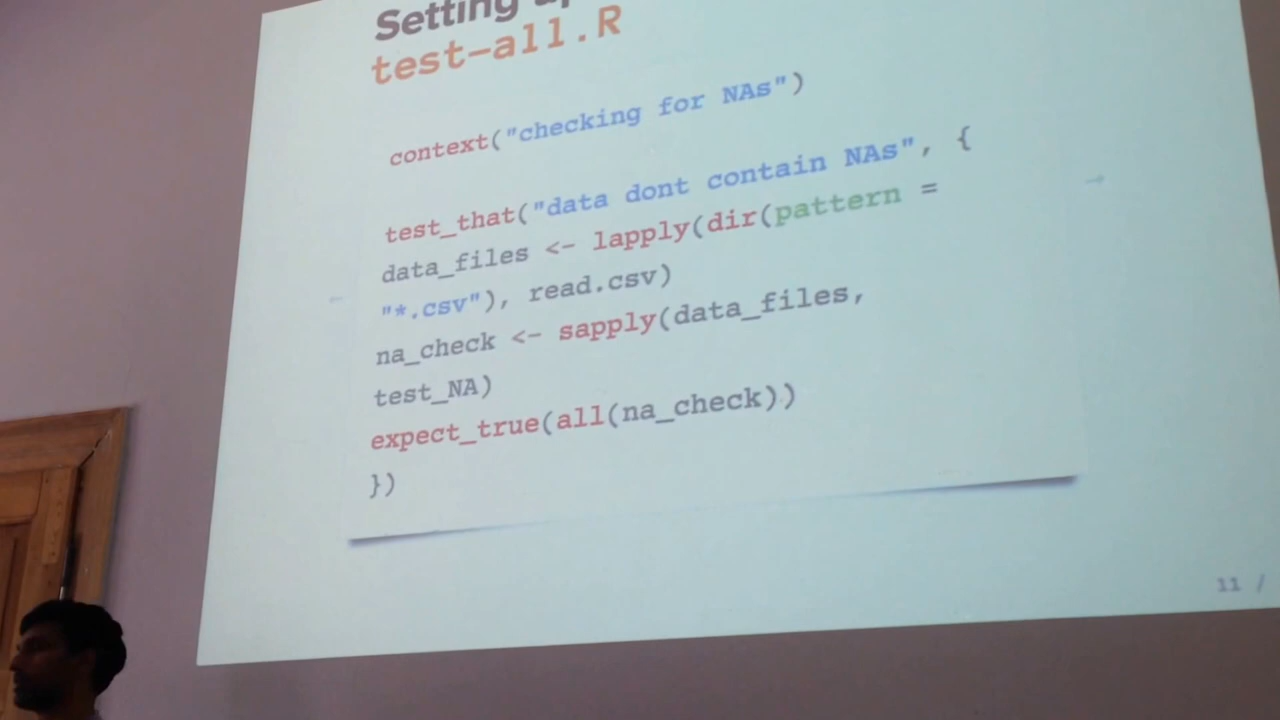 Setting
test-all.R
context("checking for NAs")
test_that("data dont contain NAs", {
data_files <- lapply(dir(pattern =
"*.csv"), read.csv)
na_check <- sapply(data_files,
test_NA)
expect_true(all(na_check))
})
11 /